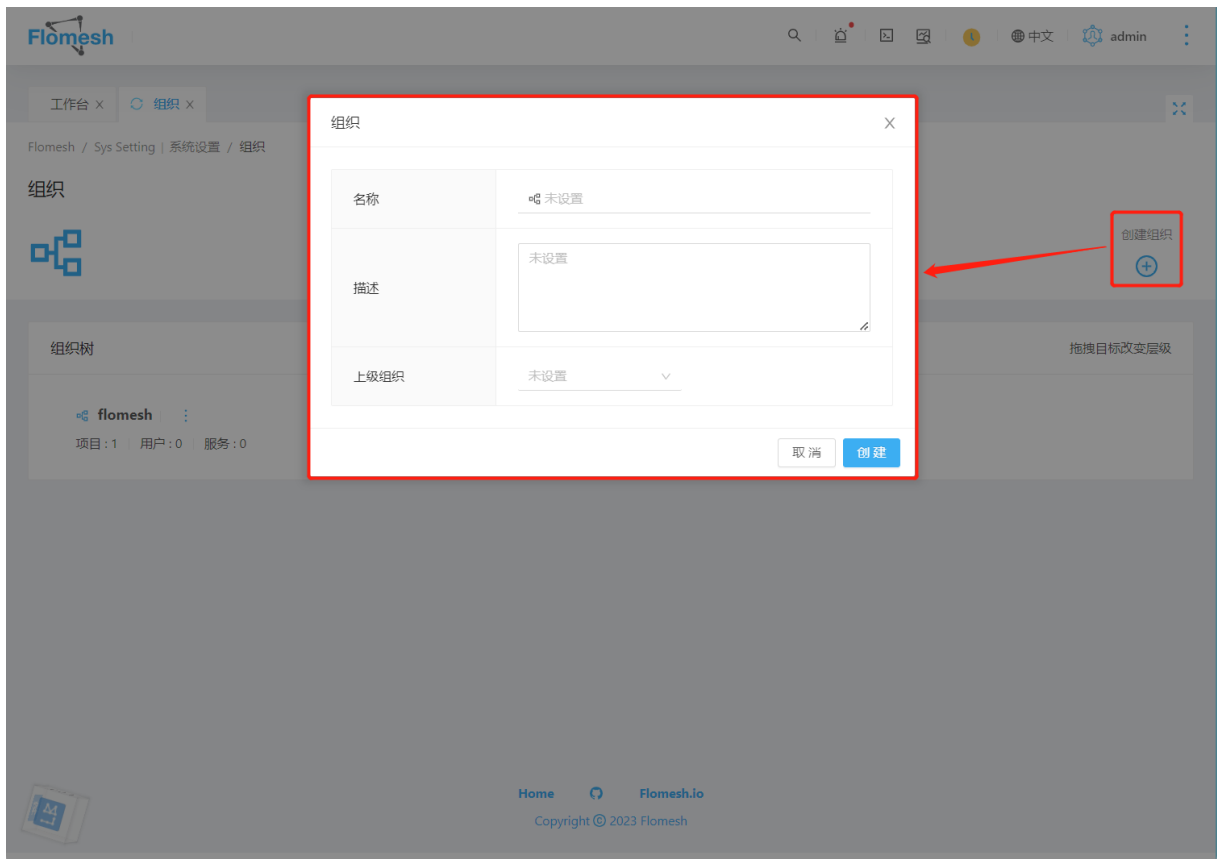 Flomesh
中文
admin
工作台 X
组织 X
Flomesh / Sys Setting | 系统设置 / 组织
组织
创建组织
组织
X
名称
未设置
描述
未设置
上级组织
未设置
取 消
创 建
组织树
拖拽目标改变层级
flomesh
项目 : 1
用户 : 0
服务 : 0
Home
Flomesh.io
Copyright © 2023 Flomesh